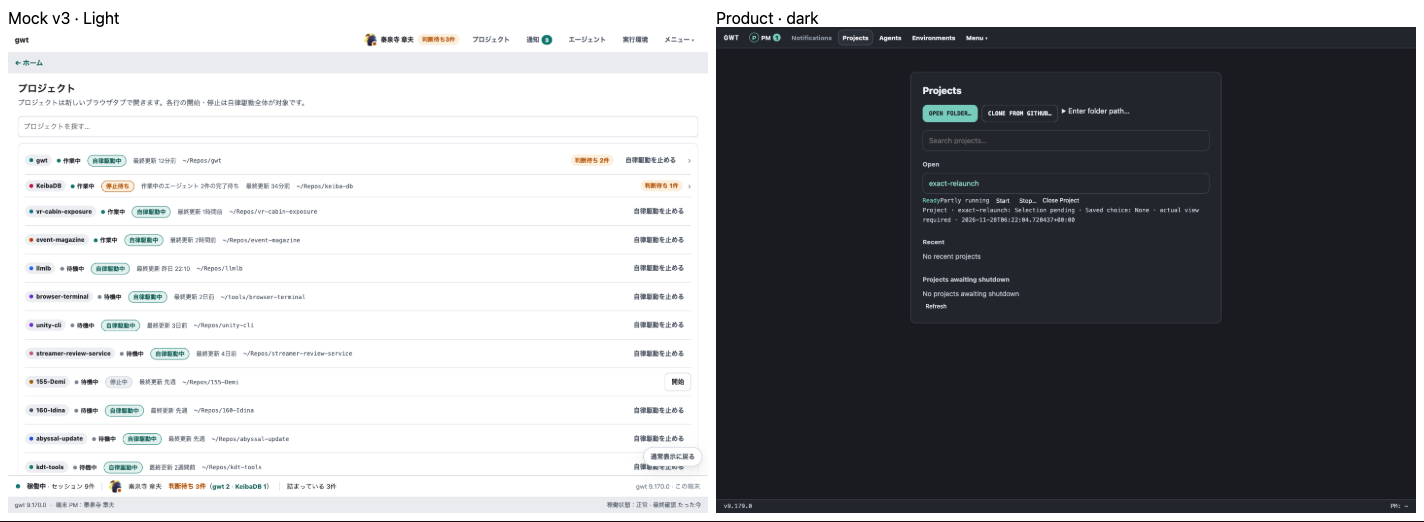 Mock v3 · Light
gwt
秦泉寺 章夫 判断待ち3件 プロジェクト 通知 3 エージェント 実行環境 メニュー
← ホーム
プロジェクト
プロジェクトは新しいブラウザタブで開きます。各行の開始・停止は自律駆動全体が対象です。
プロジェクトを探す...
gwt 作業中 自律駆動中 最終更新 12分前 ~/Repos/gwt 判断待ち 2件 自律駆動を止める ›
KeibaDB 作業中 停止待ち 作業中のエージェント 2件の完了待ち 最終更新 34分前 ~/Repos/keiba-db 判断待ち 1件 ›
vr-cabin-exposure 作業中 自律駆動中 最終更新 1時間前 ~/Repos/vr-cabin-exposure 自律駆動を止める
event-magazine 作業中 自律駆動中 最終更新 2時間前 ~/Repos/event-magazine 自律駆動を止める
llmlb 待機中 自律駆動中 最終更新 昨日 22:10 ~/Repos/llmlb 自律駆動を止める
browser-terminal 待機中 自律駆動中 最終更新 2日前 ~/tools/browser-terminal 自律駆動を止める
unity-cli 待機中 自律駆動中 最終更新 3日前 ~/Repos/unity-cli 自律駆動を止める
streamer-review-service 待機中 自律駆動中 最終更新 4日前 ~/Repos/streamer-review-service 自律駆動を止める
155-Demi 待機中 停止中 最終更新 先週 ~/Repos/155-Demi 開始
160-Idina 待機中 自律駆動中 最終更新 先週 ~/Repos/160-Idina 自律駆動を止める
abyssal-update 待機中 自律駆動中 最終更新 先週 ~/Repos/abyssal-update 自律駆動を止める
通常表示に戻る
kdt-tools 待機中 自律駆動中 最終更新 2週間前 ~/Repos/kdt-tools 自律駆動を止める
稼働中 · セッション 9件 秦泉寺 章夫 判断待ち 3件 (gwt 2 · KeibaDB 1) 詰まっている 3件 gwt 9.170.0 · この端末
gwt 9.170.0 · 端末 PM：秦泉寺 章夫 稼働状態：正常 · 最終確認 たった今
Product · dark
GWT P PM 1 Notifications Projects Agents Environments Menu
Projects
OPEN FOLDER… CLONE FROM GITHUB… ▶ Enter folder path...
Search projects...
Open
exact-relaunch
ReadyPartly running Start Stop... Close Project
Project · exact-relaunch: Selection pending · Saved choice: None · actual view
required · 2026-11-28T06:22:04.720437+00:00
Recent
No recent projects
Projects awaiting shutdown
No projects awaiting shutdown
Refresh
v9.179.0 PM: —